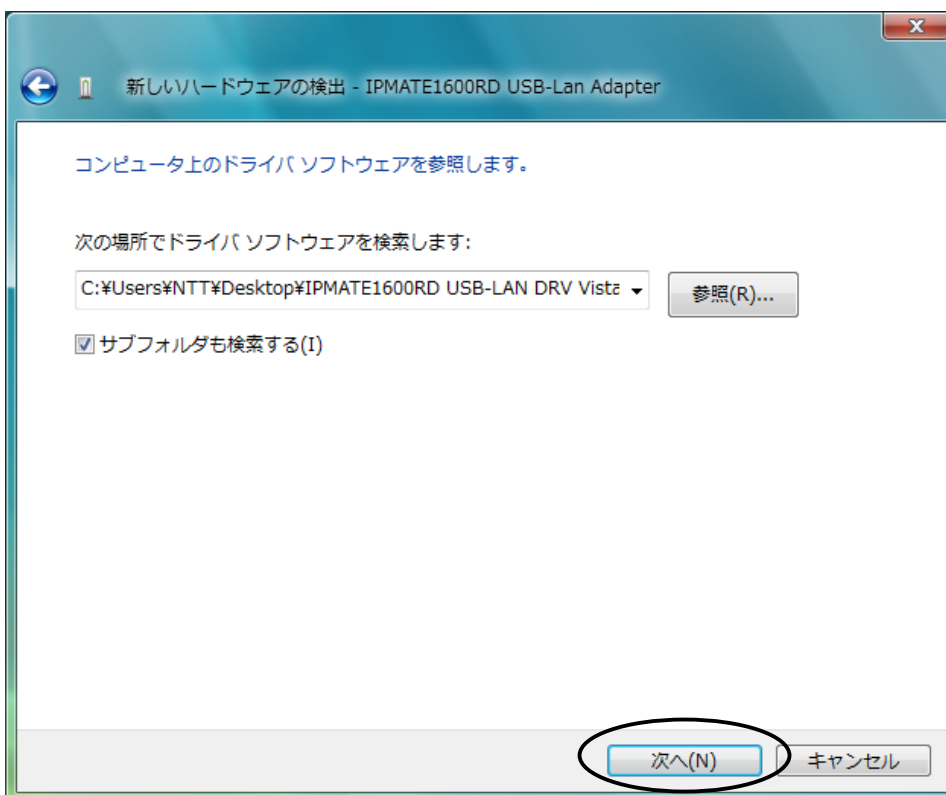 新しいハードウェアの検出 - IPMATE1600RD USB-Lan Adapter
コンピュータ上のドライバ ソフトウェアを参照します。
次の場所でドライバ ソフトウェアを検索します:
C:¥Users¥NTT¥Desktop¥IPMATE1600RD USB-LAN DRV Vista
参照(R)...
サブフォルダも検索する(I)
次へ(N)
キャンセル